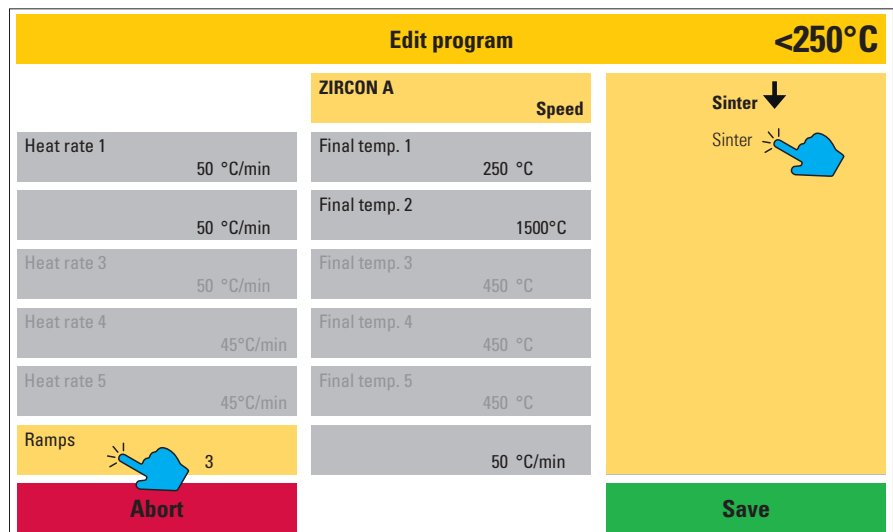 Edit program
<250°C
ZIRCON A
Speed
Sinter
Sinter
Heat rate 1
50 °C/min
Final temp. 1
250 °C
50 °C/min
Final temp. 2
1500°C
Heat rate 3
50 °C/min
Final temp. 3
450 °C
Heat rate 4
45°C/min
Final temp. 4
450 °C
Heat rate 5
45°C/min
Final temp. 5
450 °C
Ramps
3
50 °C/min
Abort
Save